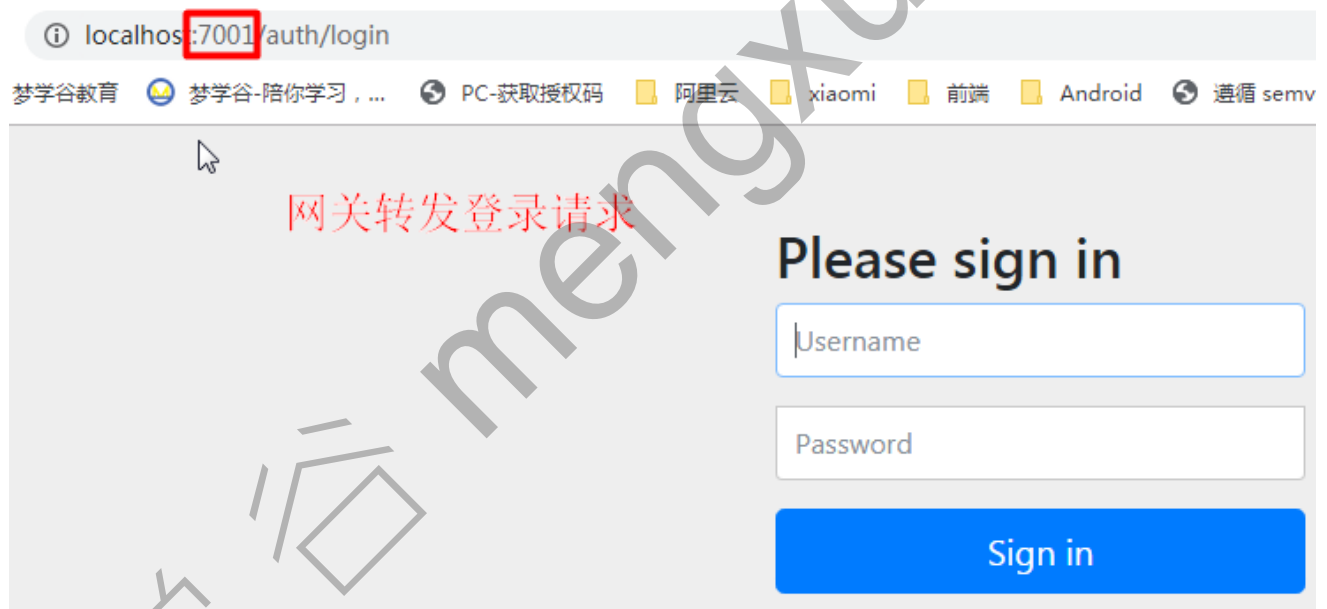 localhost:7001/auth/login
梦学谷教育 梦学谷-陪你学习，... PC-获取授权码 阿里云 xiaomi 前端 Android 遵循 semv
网关转发登录请求
Please sign in
Username
Password
Sign in
谷 mengxu